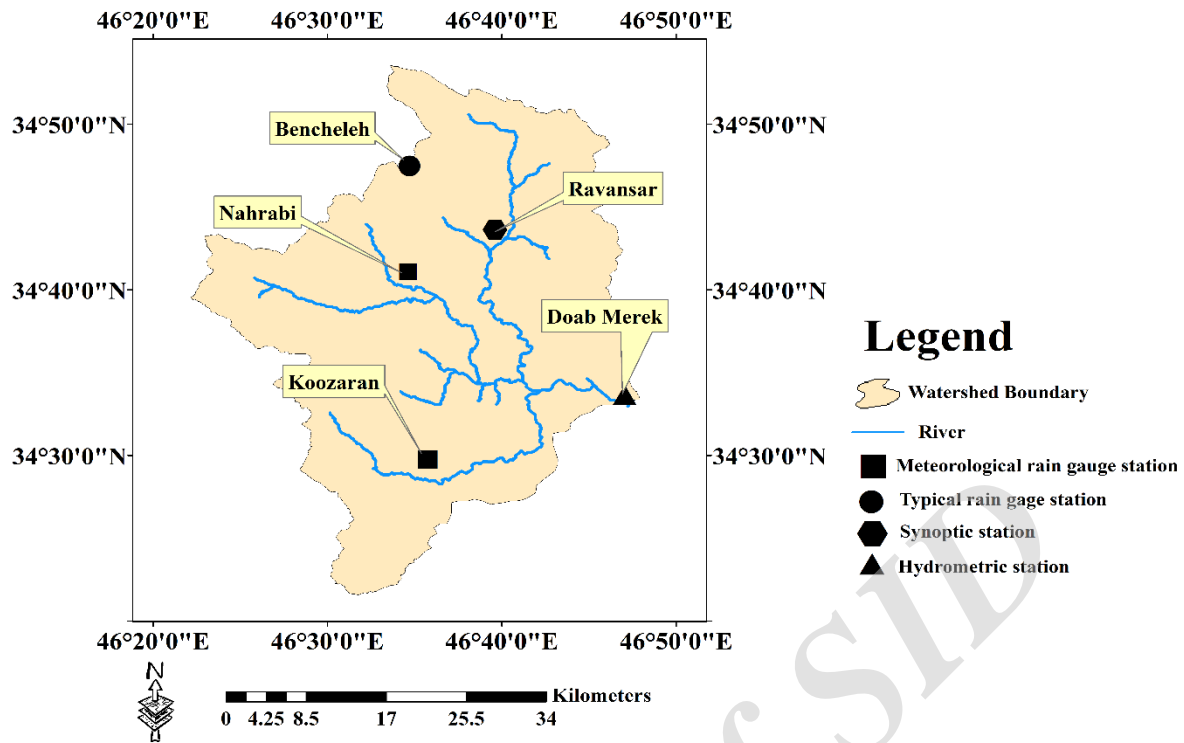 46°20'0"E 46°30'0"E 46°40'0"E 46°50'0"E
34°50'0"N 34°50'0"N
Bencheleh
Ravansar
Nahrabi
34°40'0"N 34°40'0"N
Doab Merek
Koozaran
34°30'0"N 34°30'0"N
46°20'0"E 46°30'0"E 46°40'0"E 46°50'0"E
N
Kilometers
0 4.25 8.5 17 25.5 34
Legend
Watershed Boundary
River
Meteorological rain gauge station
Typical rain gage station
Synoptic station
Hydrometric station
of SID